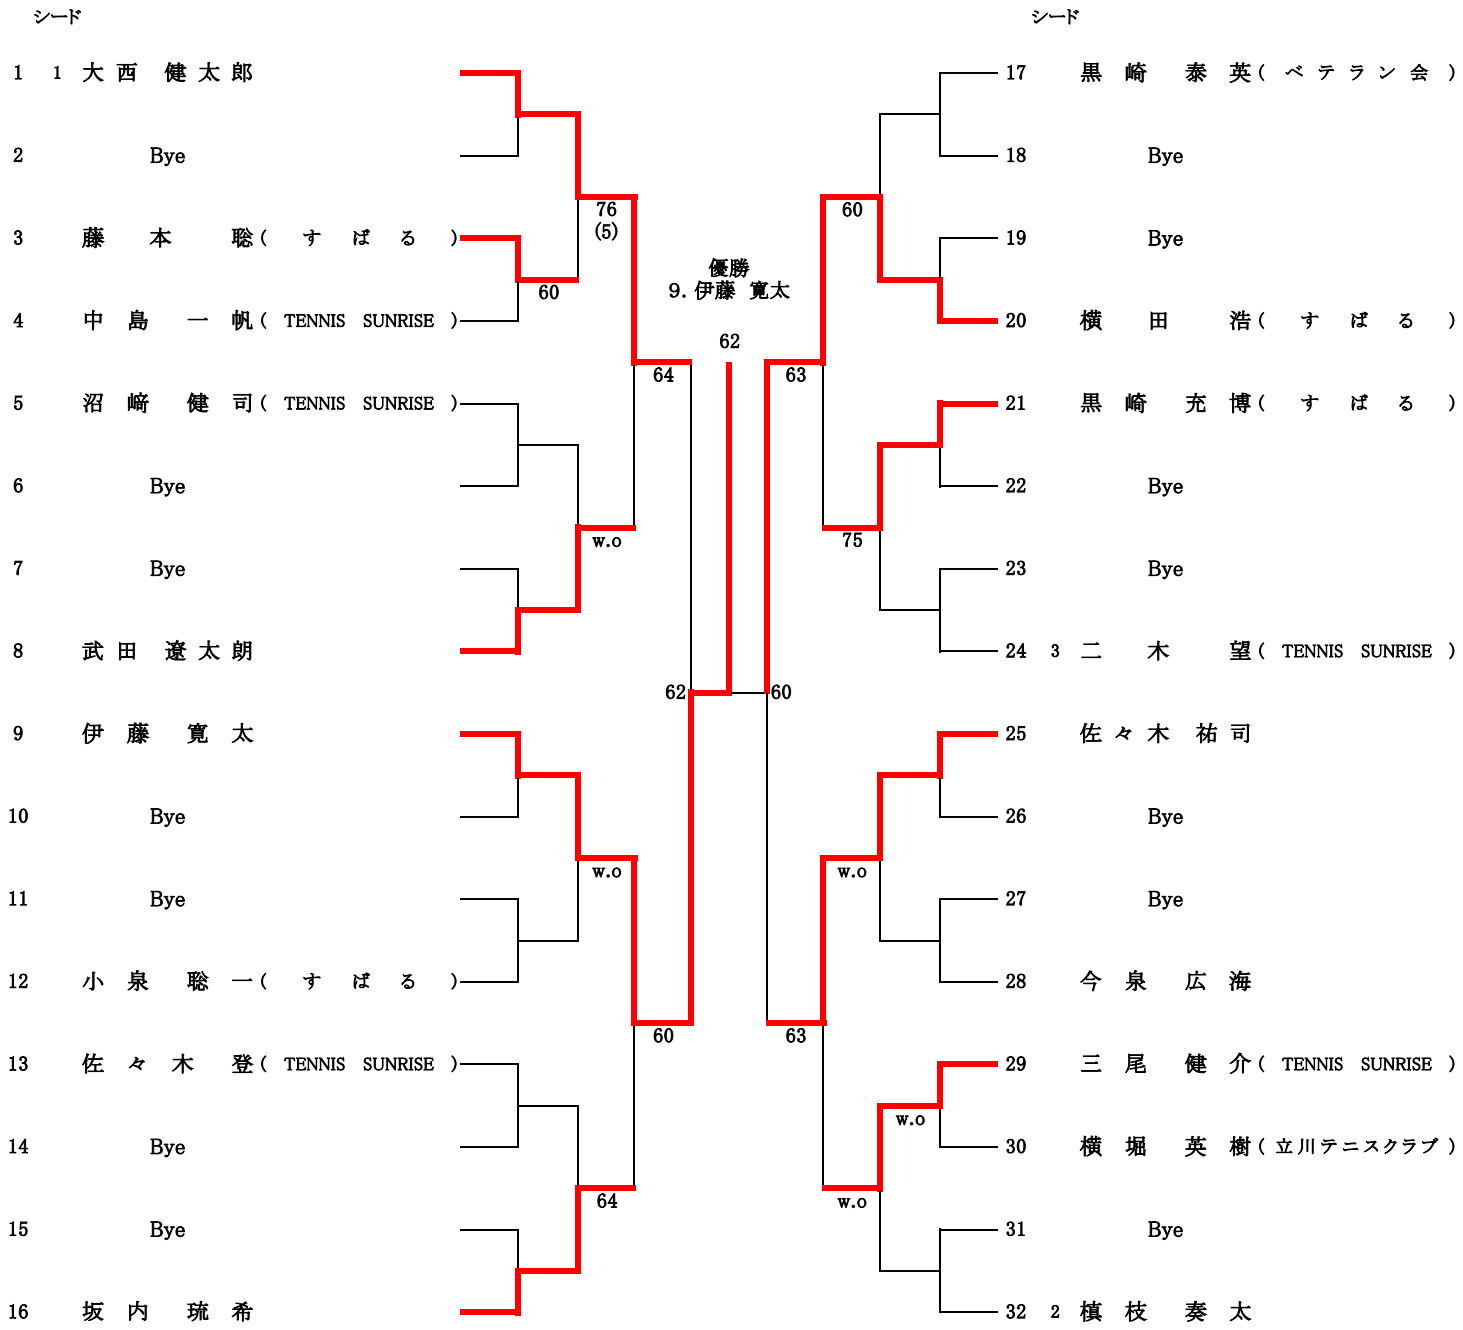 シード
1 1 大西 健太郎
2 Bye
3 藤本 聡( すばる )
4 中島 一帆( TENNIS SUNRISE )
5 沼﨑 健司( TENNIS SUNRISE )
6 Bye
7 Bye
8 武田 遼太朗
9 伊藤 寛太
10 Bye
11 Bye
12 小泉 聡一( すばる )
13 佐々木 登( TENNIS SUNRISE )
14 Bye
15 Bye
16 坂内 琉希
60
76
(5)
w.o
w.o
64
64
60
62
優勝
9. 伊藤 寛太
62
60
63
63
60
75
w.o
w.o
w.o
シード
17 黒崎 泰英( ベテラン会 )
18 Bye
19 Bye
20 横田 浩( すばる )
21 黒崎 充博( すばる )
22 Bye
23 Bye
24 3 二木 望( TENNIS SUNRISE )
25 佐々木 祐司
26 Bye
27 Bye
28 今泉 広海
29 三尾 健介( TENNIS SUNRISE )
30 横堀 英樹( 立川テニスクラブ )
31 Bye
32 2 槙枝 奏太